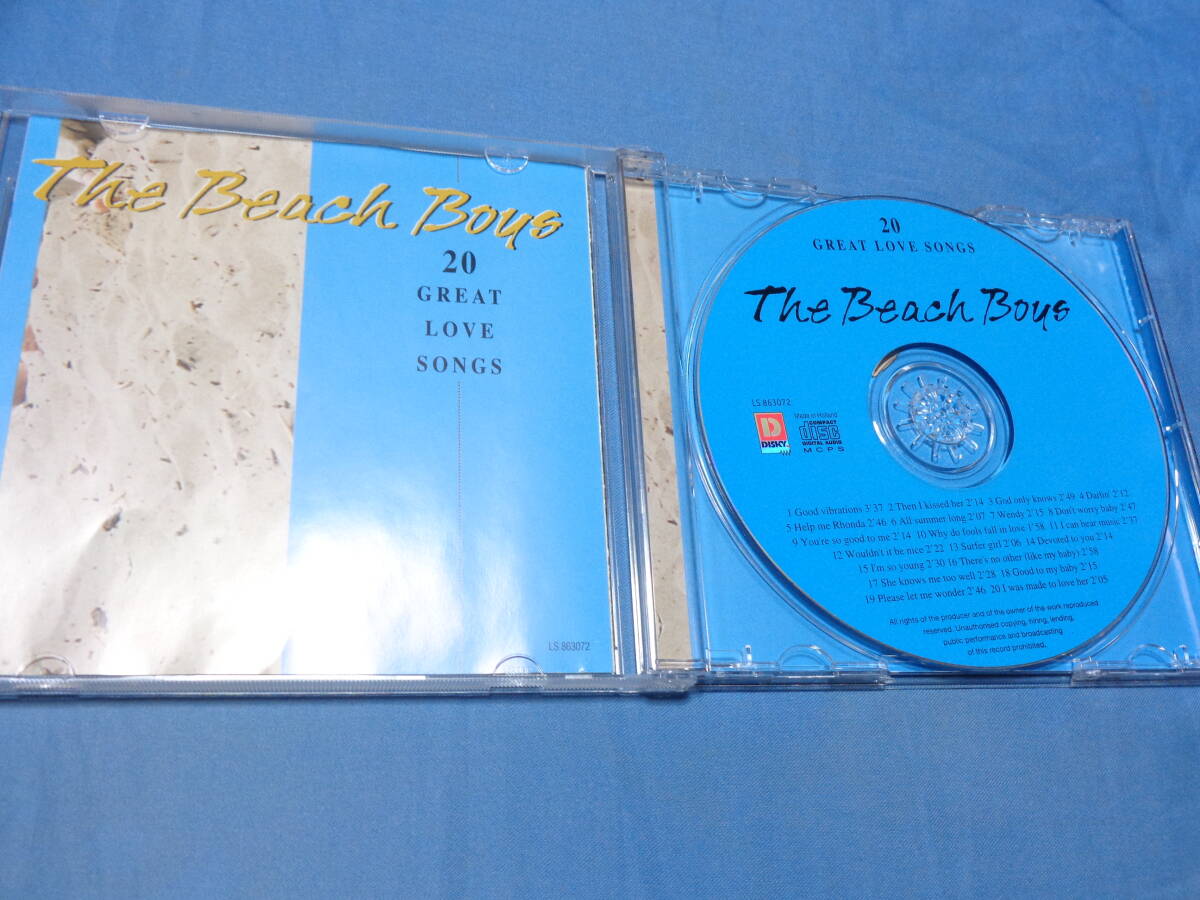 The Beach Boys
20
GREAT
LOVE
SONGS
LS 863072
20
GREAT LOVE SONGS
The Beach Boys
LS 863072
DISKY
Made in Holland
COMPACT
disc
DIGITAL AUDIO
MCPS
1 Good vibrations 3'37 2 Then I kissed her 2'14 3 God only knows 2'49 4 Darlin' 2'12
5 Help me Rhonda 2'46 6 All summer long 2'07 7 Wendy 2'15 8 Don't worry baby 2'47
9 You're so good to me 2'14 10 Why do fools fall in love 1'58 11 I can hear music 2'37
12 Wouldn't it be nice 2'22 13 Surfer girl 2'06 14 Devoted to you 2'14
15 I'm so young 2'30 16 There's no other (like my baby) 2'58
17 She knows me too well 2'28 18 Good to my baby 2'15
19 Please let me wonder 2'46 20 I was made to love her 2'05
All rights of the producer and of the owner of the work reproduced
reserved. Unauthorised copying, hiring, lending,
public performance and broadcasting
of this record prohibited.